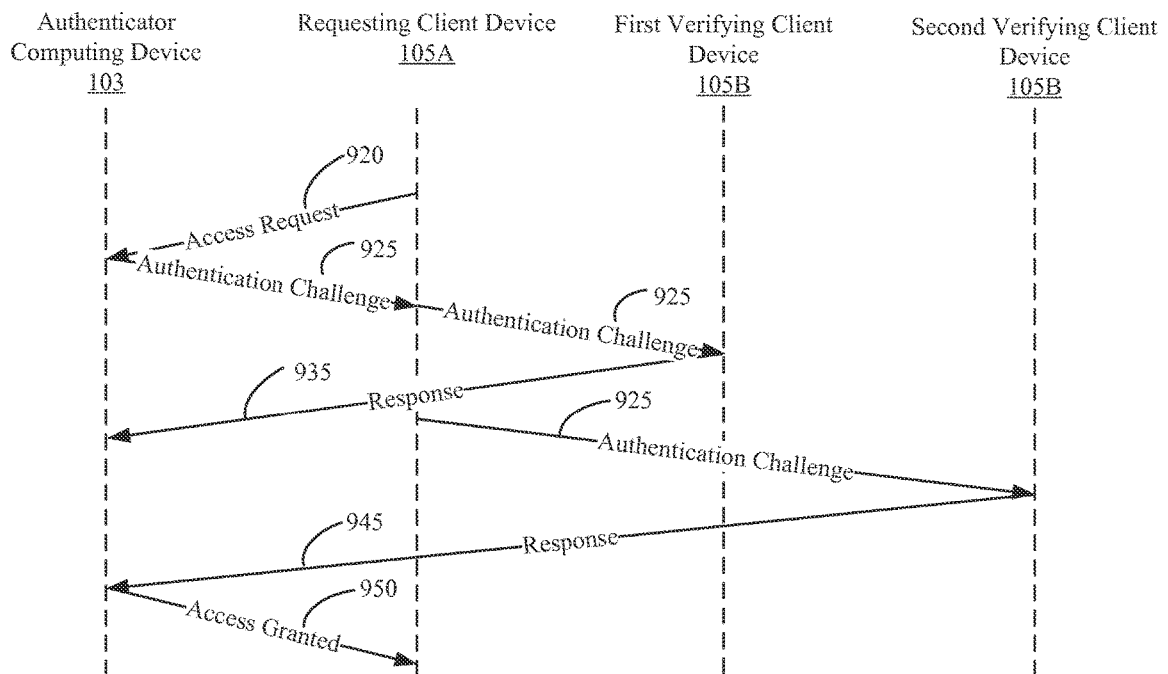 Authenticator
Computing Device
103
Requesting Client Device
105A
First Verifying Client
Device
105B
Second Verifying Client
Device
105B
920
Access Request
925
Authentication Challenge
925
Authentication Challenge
935
Response
925
Authentication Challenge
945
Response
950
Access Granted